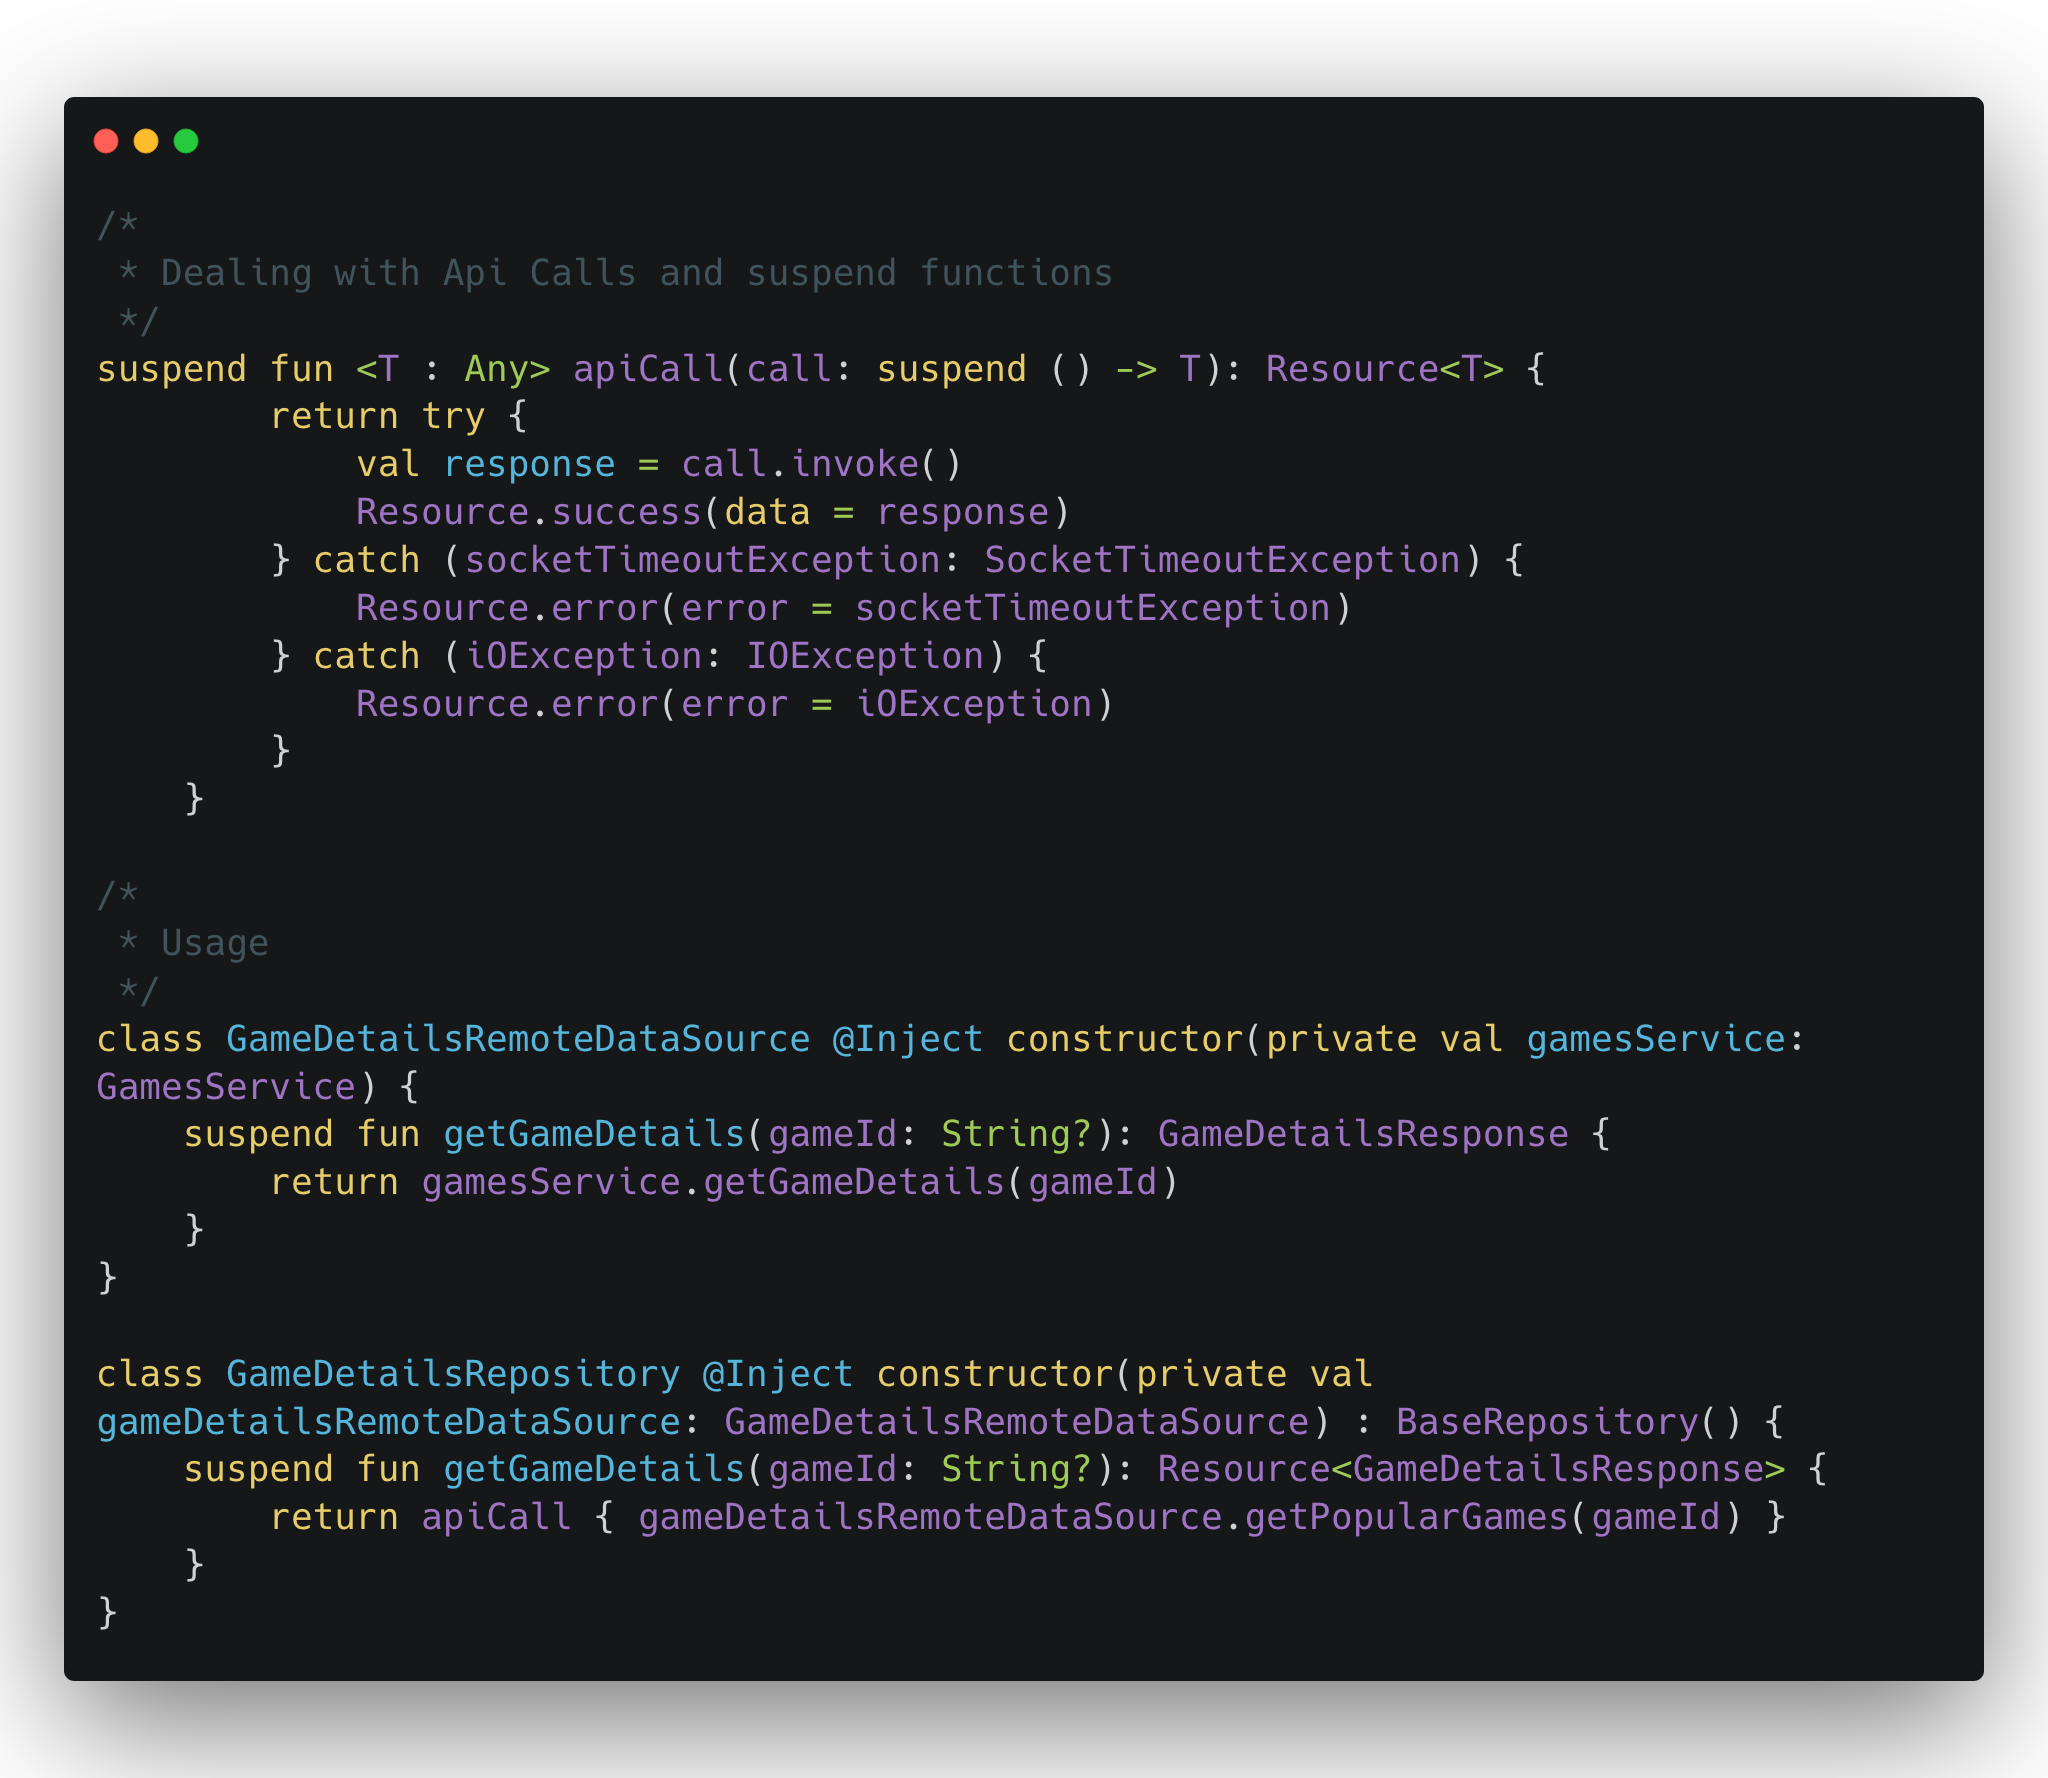 /*
 * Dealing with Api Calls and suspend functions
 */
suspend fun <T : Any> apiCall(call: suspend () -> T): Resource<T> {
        return try {
            val response = call.invoke()
            Resource.success(data = response)
        } catch (socketTimeoutException: SocketTimeoutException) {
            Resource.error(error = socketTimeoutException)
        } catch (iOException: IOException) {
            Resource.error(error = iOException)
        }
    }

/*
 * Usage
 */
class GameDetailsRemoteDataSource @Inject constructor(private val gamesService:
GamesService) {
    suspend fun getGameDetails(gameId: String?): GameDetailsResponse {
        return gamesService.getGameDetails(gameId)
    }
}

class GameDetailsRepository @Inject constructor(private val
gameDetailsRemoteDataSource: GameDetailsRemoteDataSource) : BaseRepository() {
    suspend fun getGameDetails(gameId: String?): Resource<GameDetailsResponse> {
        return apiCall { gameDetailsRemoteDataSource.getPopularGames(gameId) }
    }
}